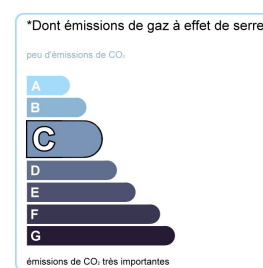 *Dont émissions de gaz à effet de serre
peu d'émissions de CO₂
A
B
C
D
E
F
G
émissions de CO₂ très importantes